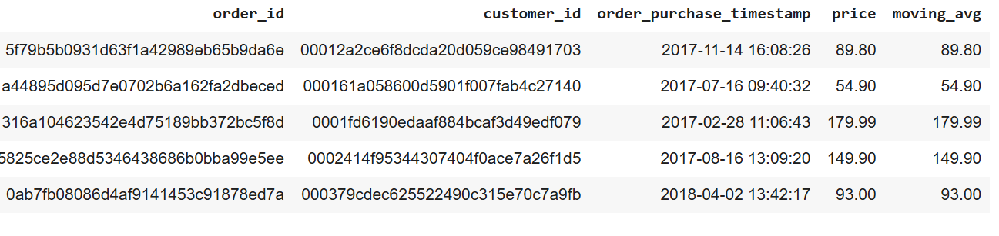 order_id customer_id order_purchase_timestamp price moving_avg
5f79b5b0931d63f1a42989eb65b9da6e 00012a2ce6f8dcda20d059ce98491703 2017-11-14 16:08:26 89.80 89.80
a44895d095d7e0702b6a162fa2dbeced 000161a058600d5901f007fab4c27140 2017-07-16 09:40:32 54.90 54.90
316a104623542e4d75189bb372bc5f8d 0001fd6190edaaf884bcaf3d49edf079 2017-02-28 11:06:43 179.99 179.99
5825ce2e88d5346438686b0bba99e5ee 0002414f95344307404f0ace7a26f1d5 2017-08-16 13:09:20 149.90 149.90
0ab7fb08086d4af9141453c91878ed7a 000379cdec625522490c315e70c7a9fb 2018-04-02 13:42:17 93.00 93.00